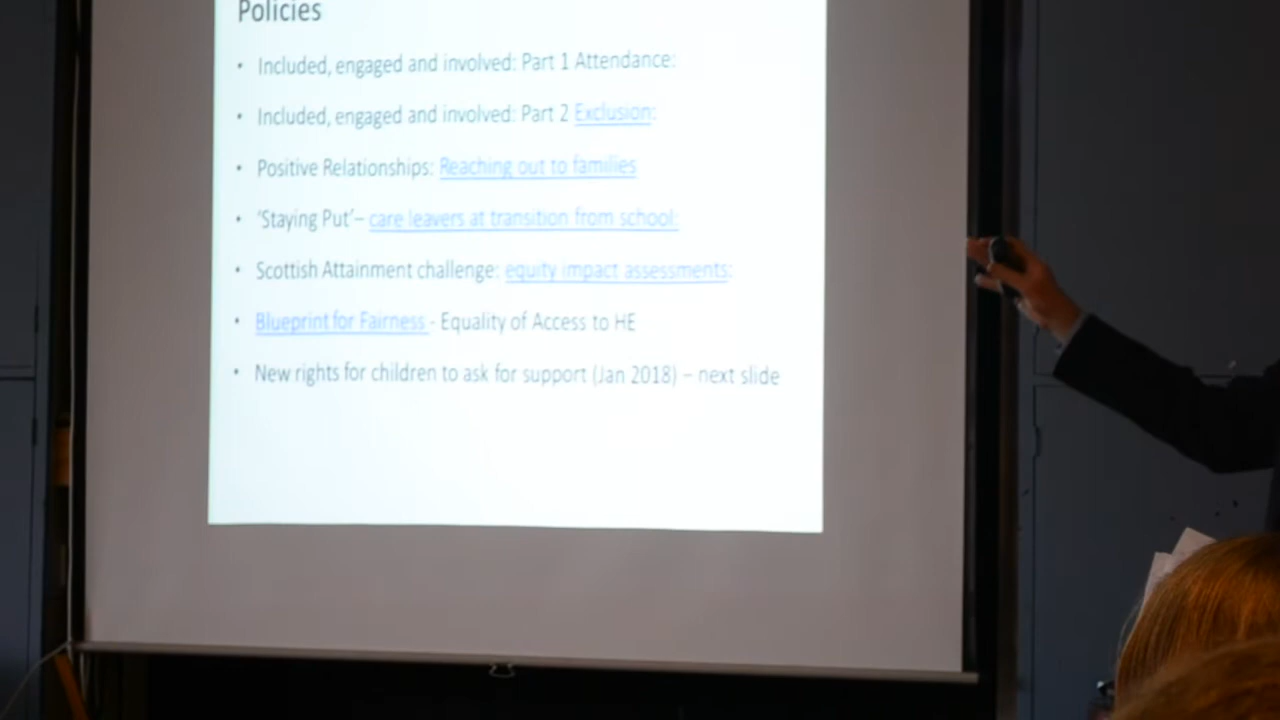 Policies
• Included, engaged and involved: Part 1 Attendance:
• Included, engaged and involved: Part 2 Exclusion:
• Positive Relationships: Reaching out to families
• ‘Staying Put’– care leavers at transition from school:
• Scottish Attainment challenge: equity impact assessments:
• Blueprint for Fairness - Equality of Access to HE
• New rights for children to ask for support (Jan 2018) – next slide